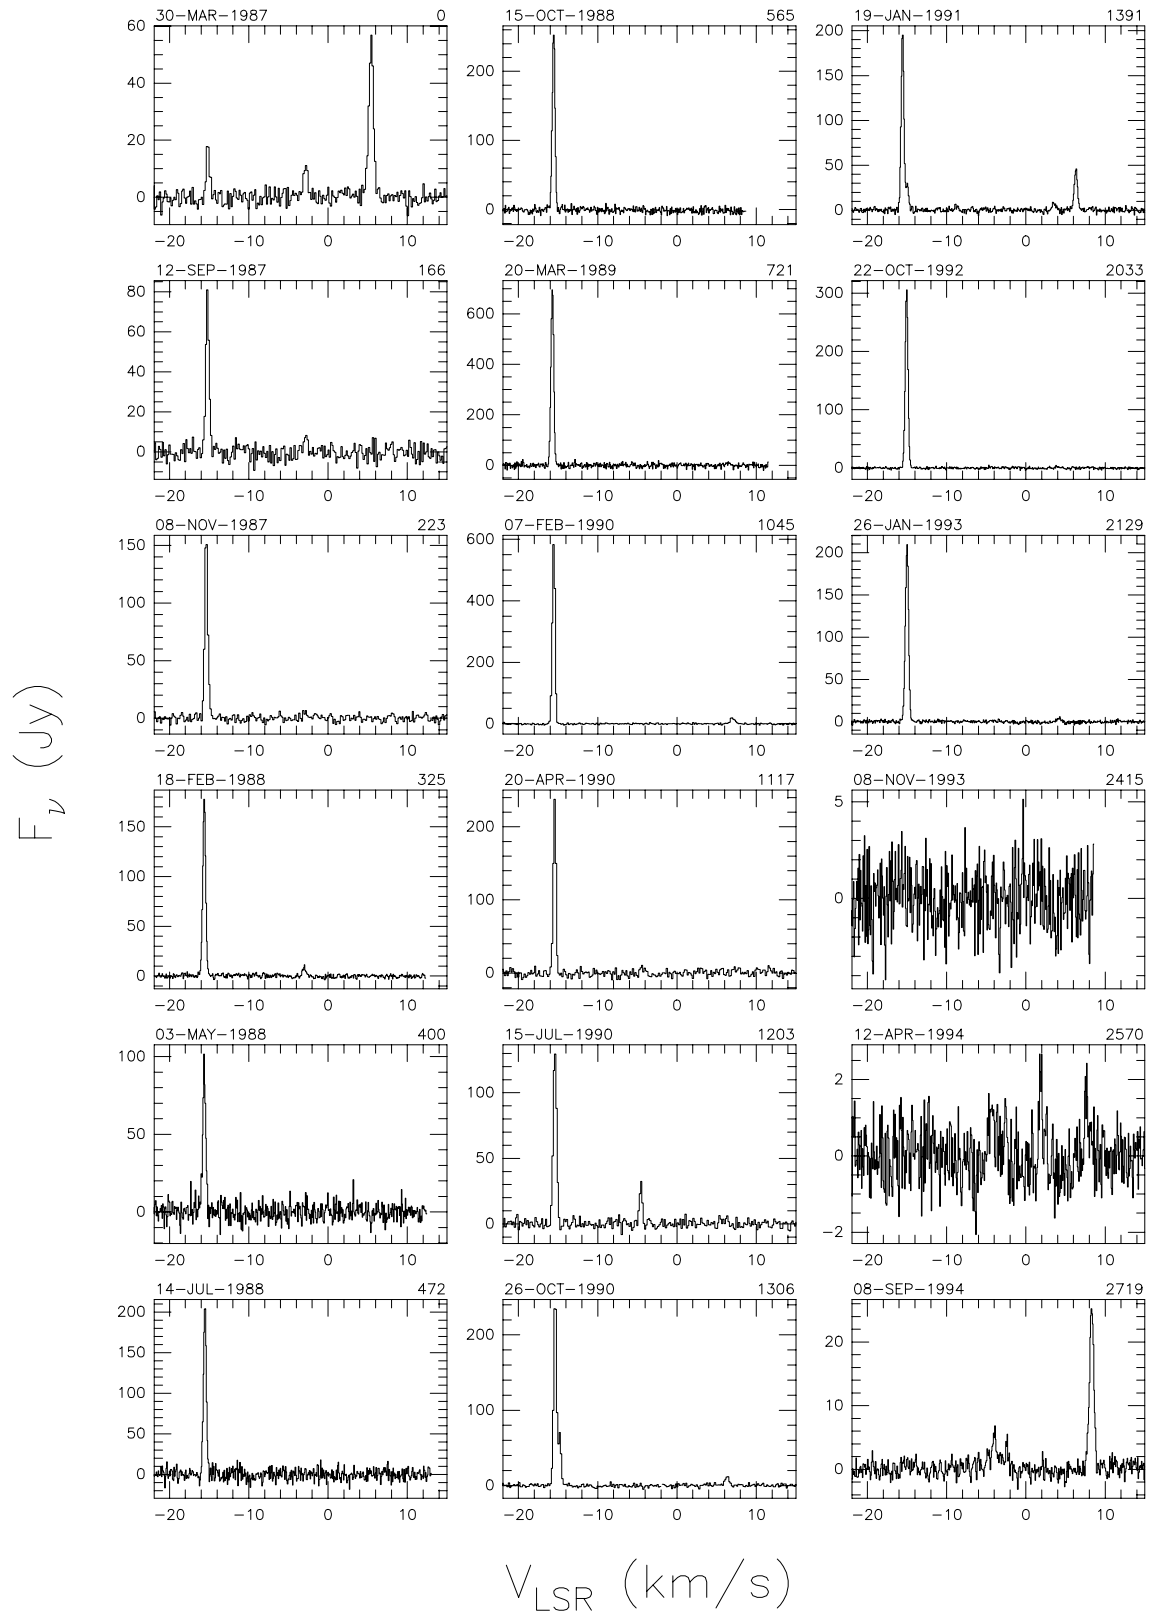 30-MAR-1987 0
60
40
20
0
-20 -10 0 10
15-OCT-1988 565
200
100
0
-20 -10 0 10
19-JAN-1991 1391
200
150
100
50
0
-20 -10 0 10
12-SEP-1987 166
80
60
40
20
0
-20 -10 0 10
20-MAR-1989 721
600
400
200
0
-20 -10 0 10
22-OCT-1992 2033
300
200
100
0
-20 -10 0 10
08-NOV-1987 223
150
100
50
0
-20 -10 0 10
07-FEB-1990 1045
600
400
200
0
-20 -10 0 10
26-JAN-1993 2129
200
150
100
50
0
-20 -10 0 10
18-FEB-1988 325
150
100
50
0
-20 -10 0 10
20-APR-1990 1117
200
100
0
-20 -10 0 10
08-NOV-1993 2415
5
0
-20 -10 0 10
03-MAY-1988 400
100
50
0
-20 -10 0 10
15-JUL-1990 1203
100
50
0
-20 -10 0 10
12-APR-1994 2570
2
0
-2
-20 -10 0 10
14-JUL-1988 472
200
150
100
50
0
-20 -10 0 10
26-OCT-1990 1306
200
100
0
-20 -10 0 10
08-SEP-1994 2719
20
10
0
-20 -10 0 10
Fν (Jy)
VLSR (km/s)